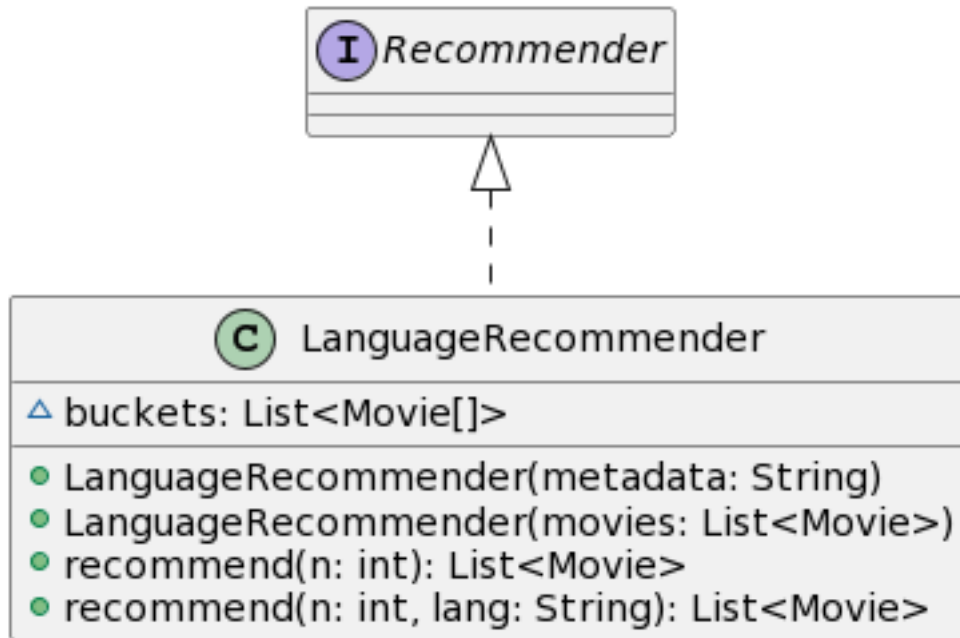 I Recommender
C LanguageRecommender
buckets: List<Movie[]>
LanguageRecommender(metadata: String)
LanguageRecommender(movies: List<Movie>)
recommend(n: int): List<Movie>
recommend(n: int, lang: String): List<Movie>